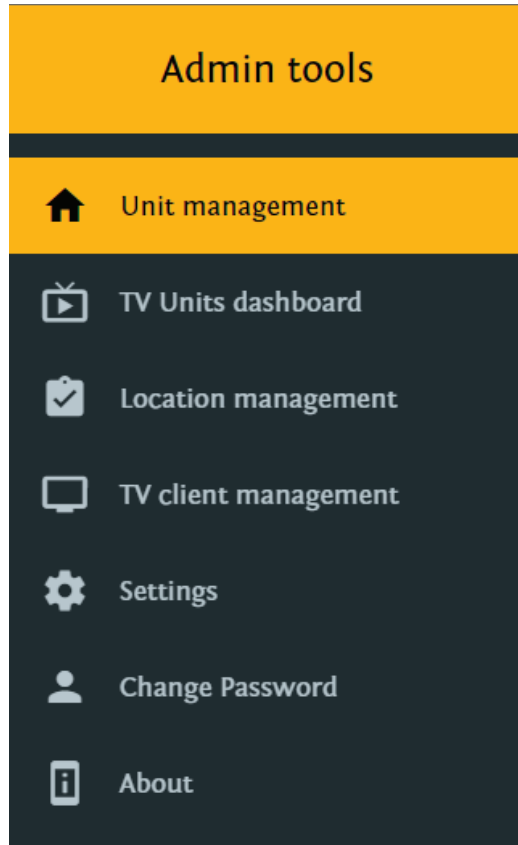 Admin tools
Unit management
TV Units dashboard
Location management
TV client management
Settings
Change Password
About